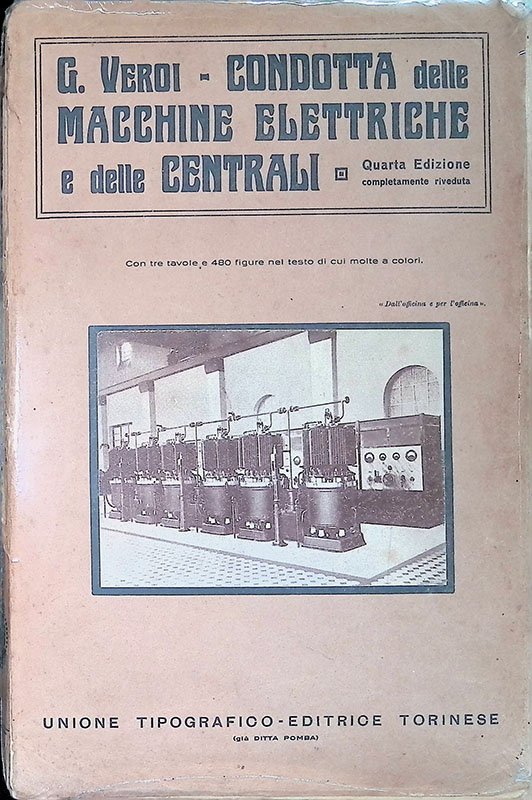 G. VEROI - CONDOTTA delle
MACCHINE ELETTRICHE
e delle CENTRALI
Quarta Edizione
completamente riveduta
Con tre tavole e 480 figure nel testo di cui molte a colori.
« Dall'officina e per l'officina ».
UNIONE TIPOGRAFICO-EDITRICE TORINESE
(già DITTA POMBA)